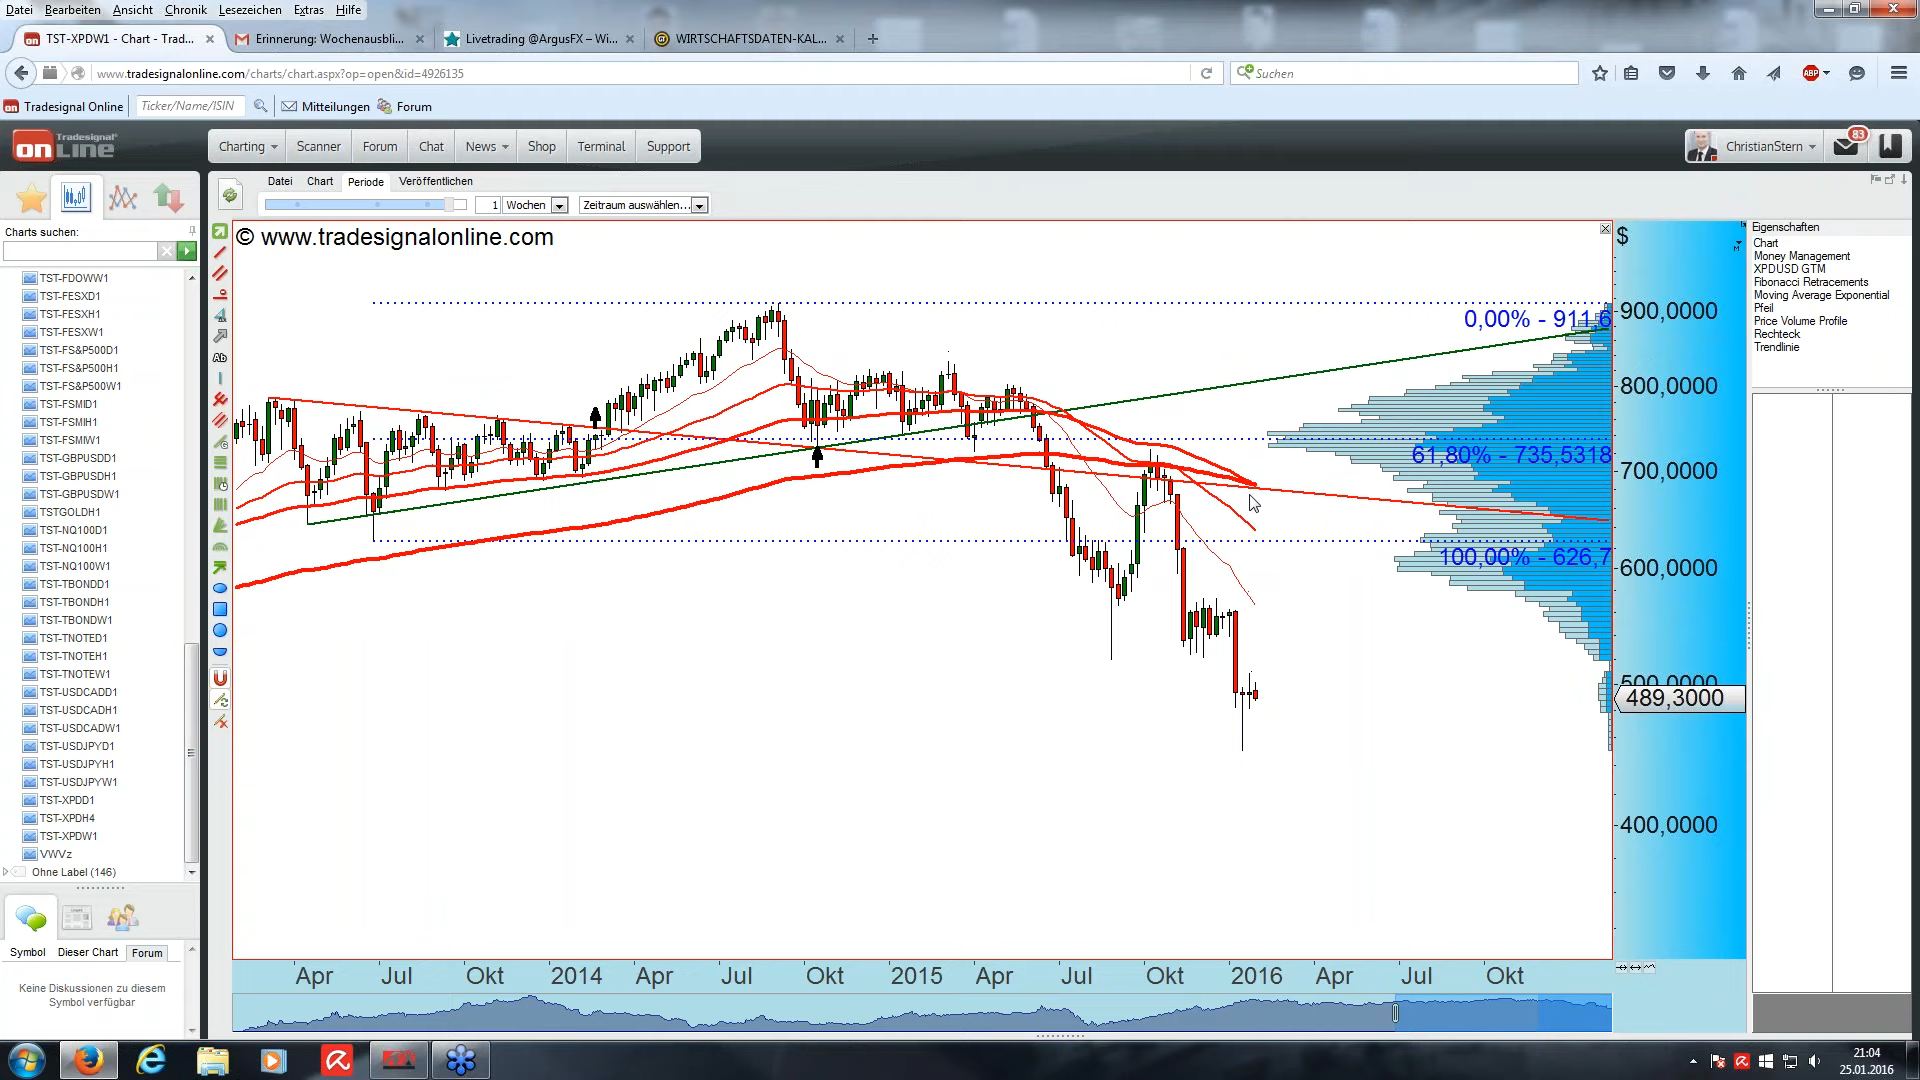 Datei Bearbeiten Ansicht Chronik Lesezeichen Extras Hilfe
TST-XPDW1 - Chart - Trad... × Erinnerung: Wochenausbli... × Livetrading @ArgusFX – Wi... × WIRTSCHAFTSDATEN-KAL... × +
www.tradesignalonline.com/charts/chart.aspx?op=open&id=4926135 Suchen ABP
on Tradesignal Online Ticker/Name/ISIN Mitteilungen Forum
Tradesignal
on LINE
Charting Scanner Forum Chat News Shop Terminal Support ChristianStern 83
Datei Chart Periode Veröffentlichen
1 Wochen Zeitraum auswählen...
Charts suchen:
TST-FDOWW1
TST-FESXD1
TST-FESXH1
TST-FESXW1
TST-FS&P500D1
TST-FS&P500H1
TST-FS&P500W1
TST-FSMID1
TST-FSMIH1
TST-FSMIW1
TST-GBPUSDD1
TST-GBPUSDH1
TST-GBPUSDW1
TSTGOLDH1
TST-NQ100D1
TST-NQ100H1
TST-NQ100W1
TST-TBONDD1
TST-TBONDH1
TST-TBONDW1
TST-TNOTED1
TST-TNOTEH1
TST-TNOTEW1
TST-USDCADD1
TST-USDCADH1
TST-USDCADW1
TST-USDJPYD1
TST-USDJPYH1
TST-USDJPYW1
TST-XPDD1
TST-XPDH4
TST-XPDW1
VWVz
Ohne Label (146)
Symbol Dieser Chart Forum
Keine Diskussionen zu diesem
Symbol verfügbar
Ab
© www.tradesignalonline.com
0,00% - 911,6
61,80% - 735,5318
100,00% - 626,7
$
900,0000
800,0000
700,0000
600,0000
500,0000
489,3000
400,0000
Apr Jul Okt 2014 Apr Jul Okt 2015 Apr Jul Okt 2016 Apr Jul Okt
Eigenschaften
Chart
Money Management
XPDUSD GTM
Fibonacci Retracements
Moving Average Exponential
Pfeil
Price Volume Profile
Rechteck
Trendlinie
21:04
25.01.2016